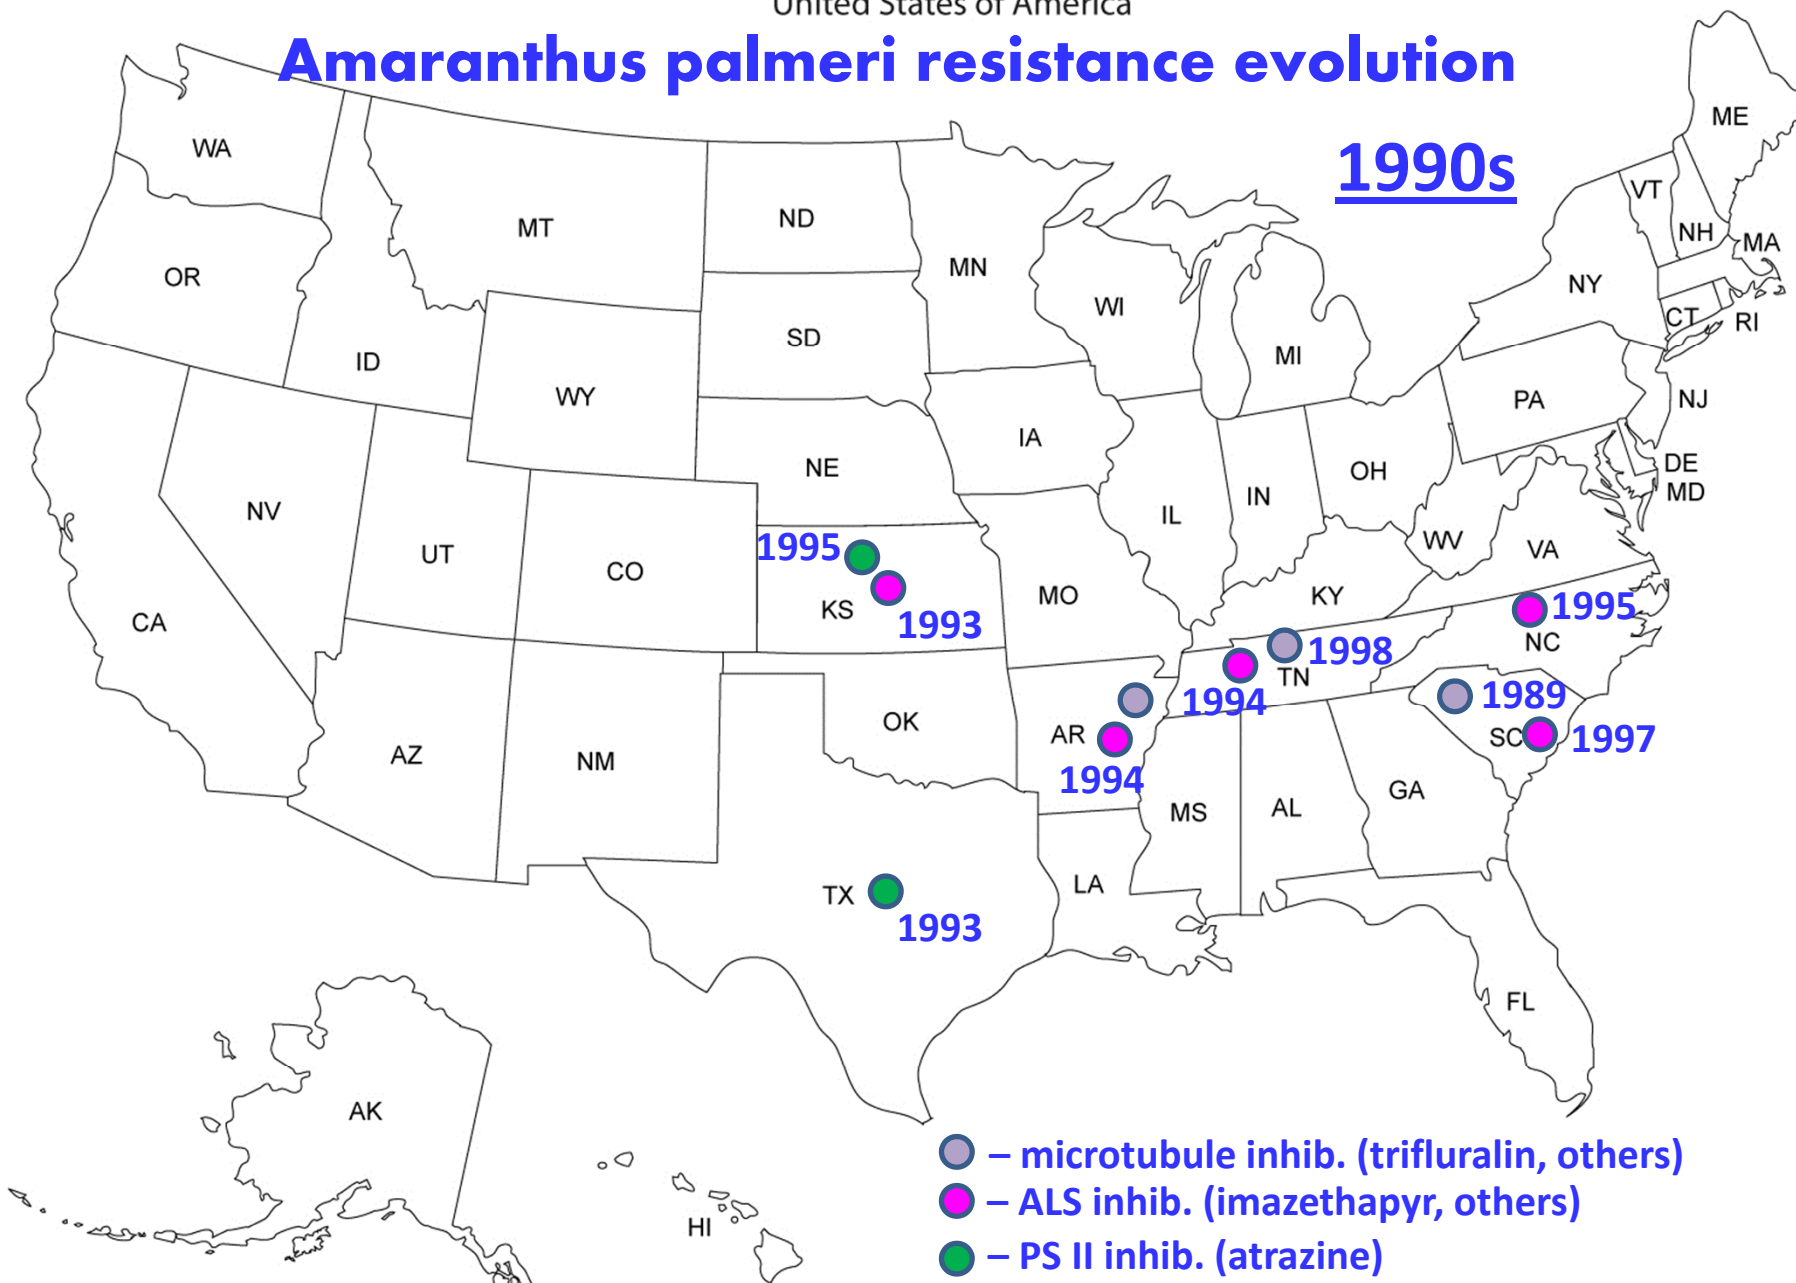 United States of America
Amaranthus palmeri resistance evolution
1990s
ME
WA
VT
MT
ND
NH
MA
MN
OR
NY
WI
CT
RI
SD
MI
ID
WY
PA
NJ
IA
NE
OH
DE
IN
MD
NV
IL
WV
VA
1995
UT
CO
KS
1993
MO
KY
1995
CA
NC
1998
TN
1994
1989
OK
AR
SC
1997
AZ
NM
1994
GA
MS
AL
TX
LA
1993
FL
AK
HI
– microtubule inhib. (trifluralin, others)
– ALS inhib. (imazethapyr, others)
– PS II inhib. (atrazine)